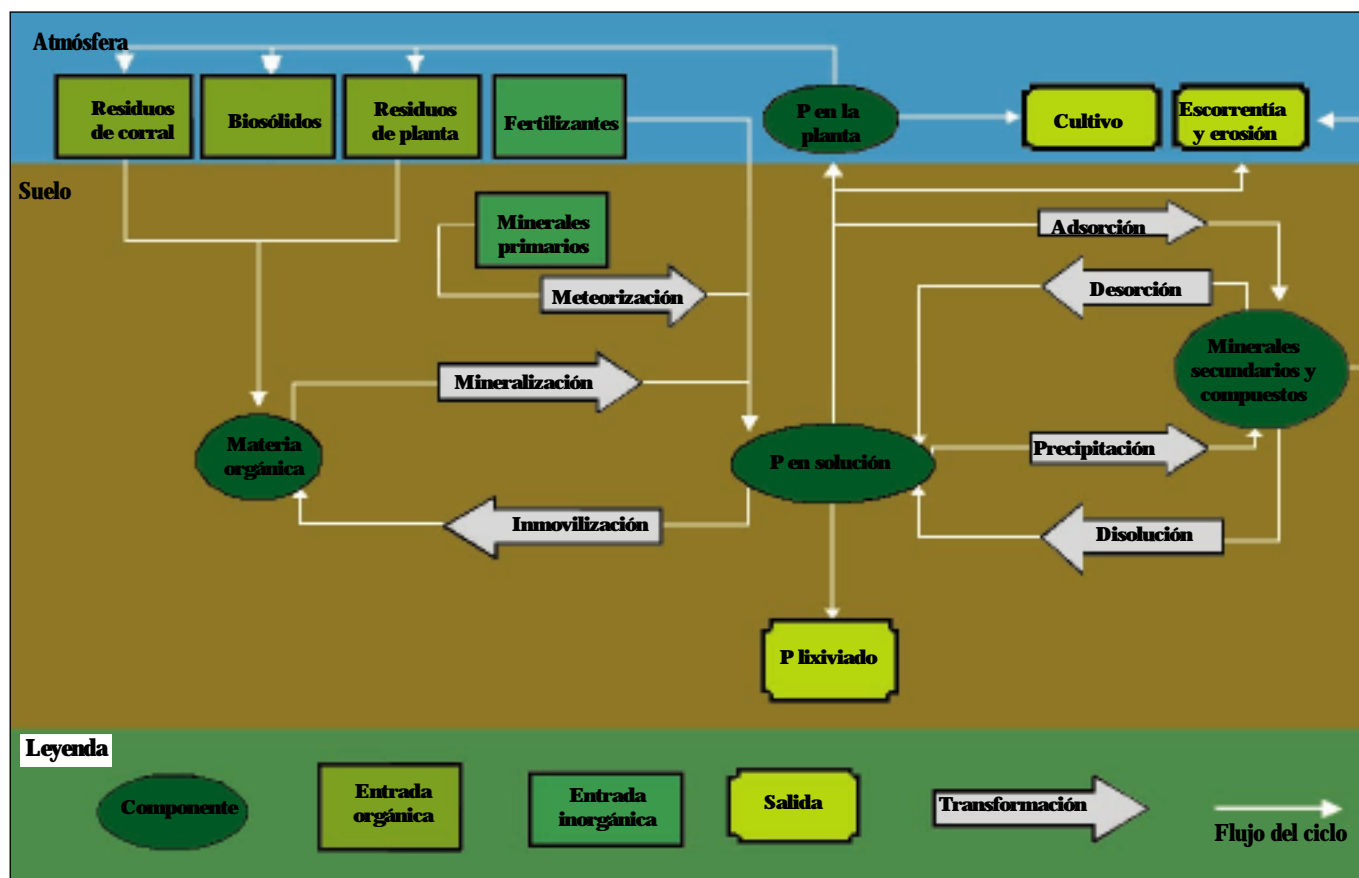 Atmósfera
Residuos
de corral
Biosólidos
Residuos
de planta
Fertilizantes
P en la
planta
Cultivo
Escorrentía
y erosión
Suelo
Minerales
primarios
Adsorción
Meteorización
Desorción
Minerales
secundarios y
compuestos
Mineralización
Materia
orgánica
P en solución
Precipitación
Inmovilización
Disolución
P lixiviado
Leyenda
Componente
Entrada
orgánica
Entrada
inorgánica
Salida
Transformación
Flujo del ciclo